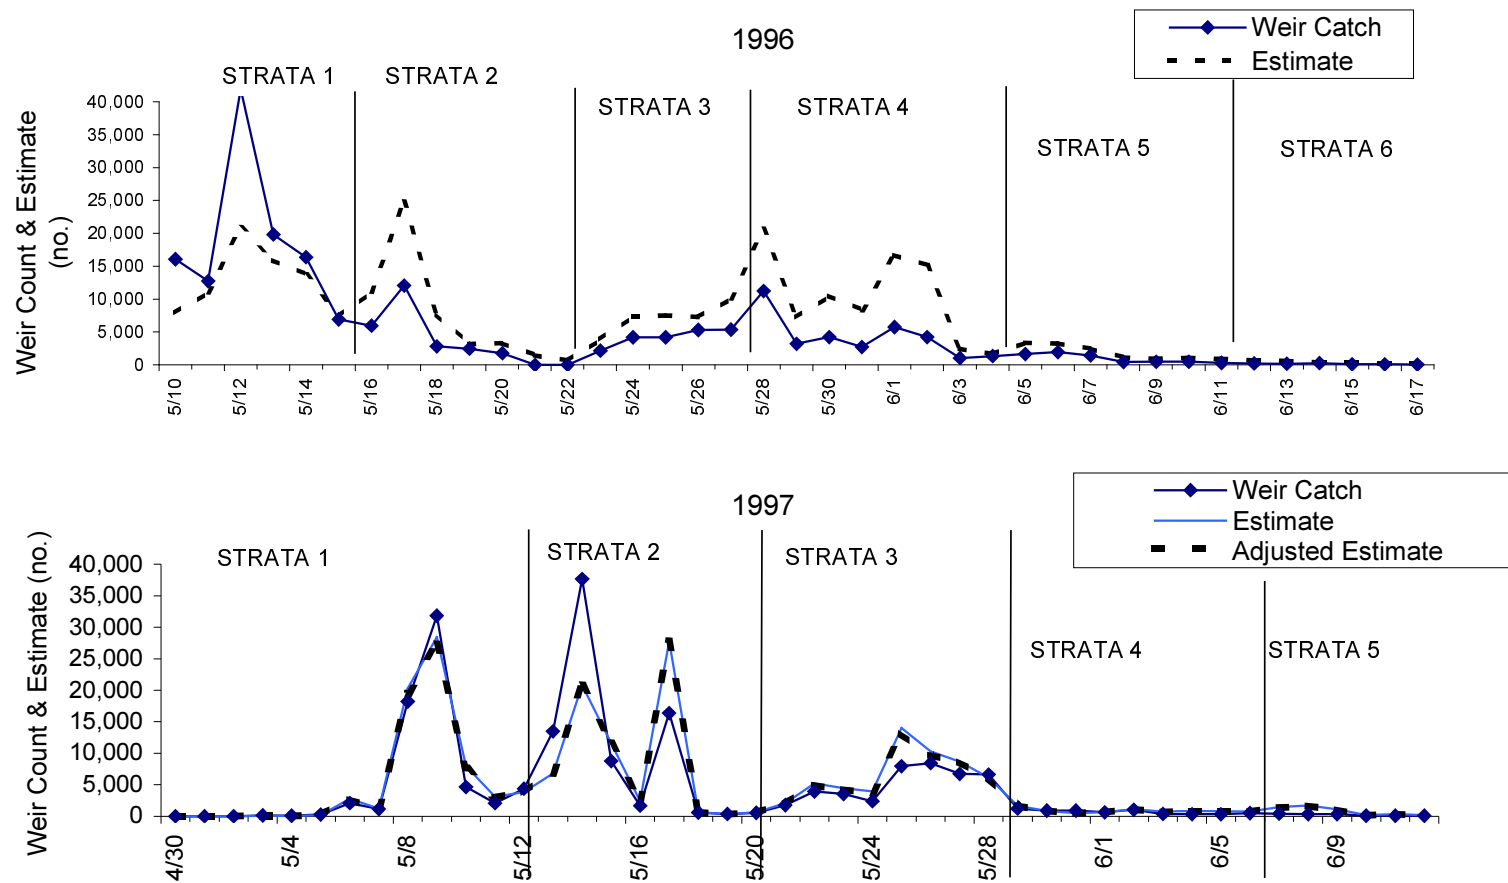 1996
Weir Catch
Estimate
STRATA 1
STRATA 2
STRATA 3
STRATA 4
STRATA 5
STRATA 6
Weir Count & Estimate
(no.)
40,000
35,000
30,000
25,000
20,000
15,000
10,000
5,000
0
5/10
5/12
5/14
5/16
5/18
5/20
5/22
5/24
5/26
5/28
5/30
6/1
6/3
6/5
6/7
6/9
6/11
6/13
6/15
6/17
1997
Weir Catch
Estimate
Adjusted Estimate
STRATA 1
STRATA 2
STRATA 3
STRATA 4
STRATA 5
Weir Count & Estimate (no.)
40,000
35,000
30,000
25,000
20,000
15,000
10,000
5,000
0
4/30
5/4
5/8
5/12
5/16
5/20
5/24
5/28
6/1
6/5
6/9